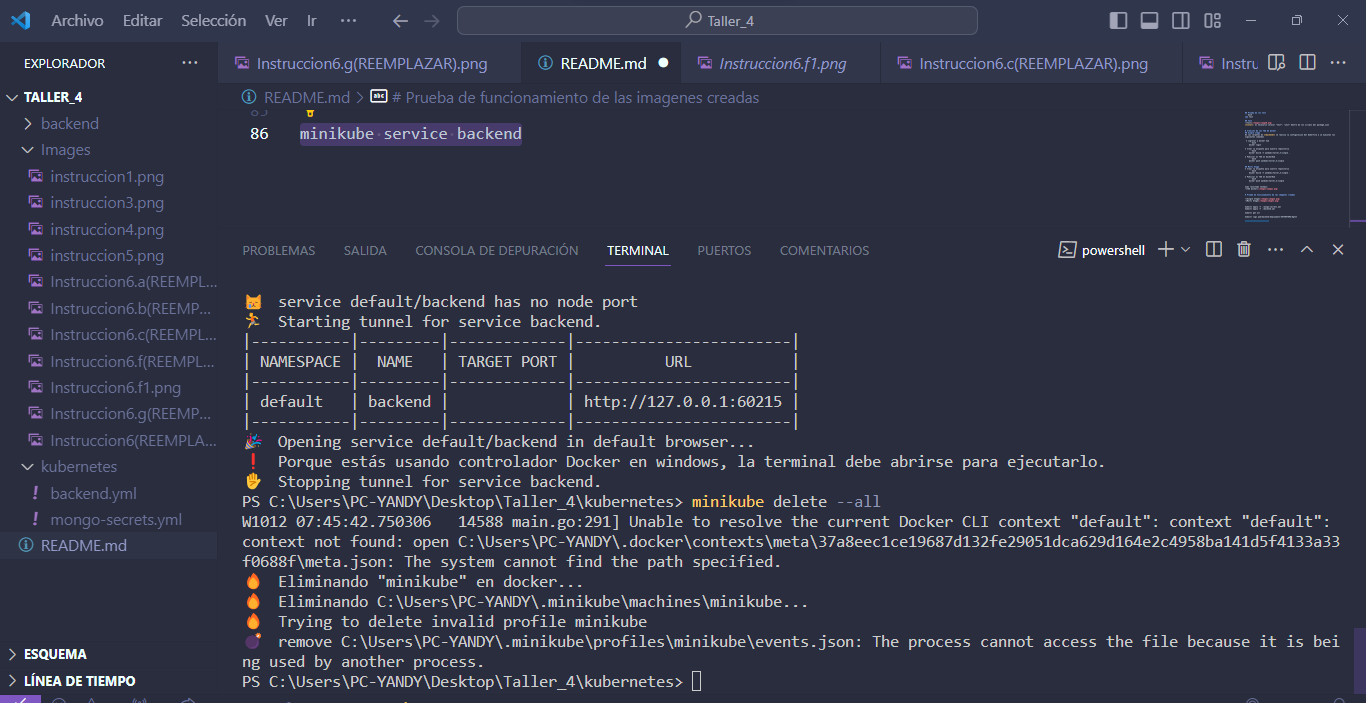 Archivo Editar Selección Ver Ir ··· Taller_4
EXPLORADOR ···
Instruccion6.g(REEMPLAZAR).png README.md Instruccion6.f1.png Instruccion6.c(REEMPLAZAR).png Instru ···
TALLER_4
backend
Images
instruccion1.png
instruccion3.png
instruccion4.png
instruccion5.png
Instruccion6.a(REEMPL...
Instruccion6.b(REEMP...
Instruccion6.c(REEMPL...
Instruccion6.f(REEMPL...
Instruccion6.f1.png
Instruccion6.g(REEMP...
Instruccion6(REEMPLA...
kubernetes
! backend.yml
! mongo-secrets.yml
README.md
ESQUEMA
LÍNEA DE TIEMPO
README.md > abc # Prueba de funcionamiento de las imagenes creadas
85
86 minikube service backend
PROBLEMAS SALIDA CONSOLA DE DEPURACIÓN TERMINAL PUERTOS COMENTARIOS powershell ···
service default/backend has no node port
Starting tunnel for service backend.
|-----------|---------|-------------|------------------------|
| NAMESPACE | NAME | TARGET PORT | URL |
|-----------|---------|-------------|------------------------|
| default | backend | | http://127.0.0.1:60215 |
|-----------|---------|-------------|------------------------|
Opening service default/backend in default browser...
❗ Porque estás usando controlador Docker en windows, la terminal debe abrirse para ejecutarlo.
Stopping tunnel for service backend.
PS C:\Users\PC-YANDY\Desktop\Taller_4\kubernetes> minikube delete --all
W1012 07:45:42.750306 14588 main.go:291] Unable to resolve the current Docker CLI context "default": context "default":
context not found: open C:\Users\PC-YANDY\.docker\contexts\meta\37a8eec1ce19687d132fe29051dca629d164e2c4958ba141d5f4133a33
f0688f\meta.json: The system cannot find the path specified.
Eliminando "minikube" en docker...
Eliminando C:\Users\PC-YANDY\.minikube\machines\minikube...
Trying to delete invalid profile minikube
remove C:\Users\PC-YANDY\.minikube\profiles\minikube\events.json: The process cannot access the file because it is bei
ng used by another process.
PS C:\Users\PC-YANDY\Desktop\Taller_4\kubernetes>